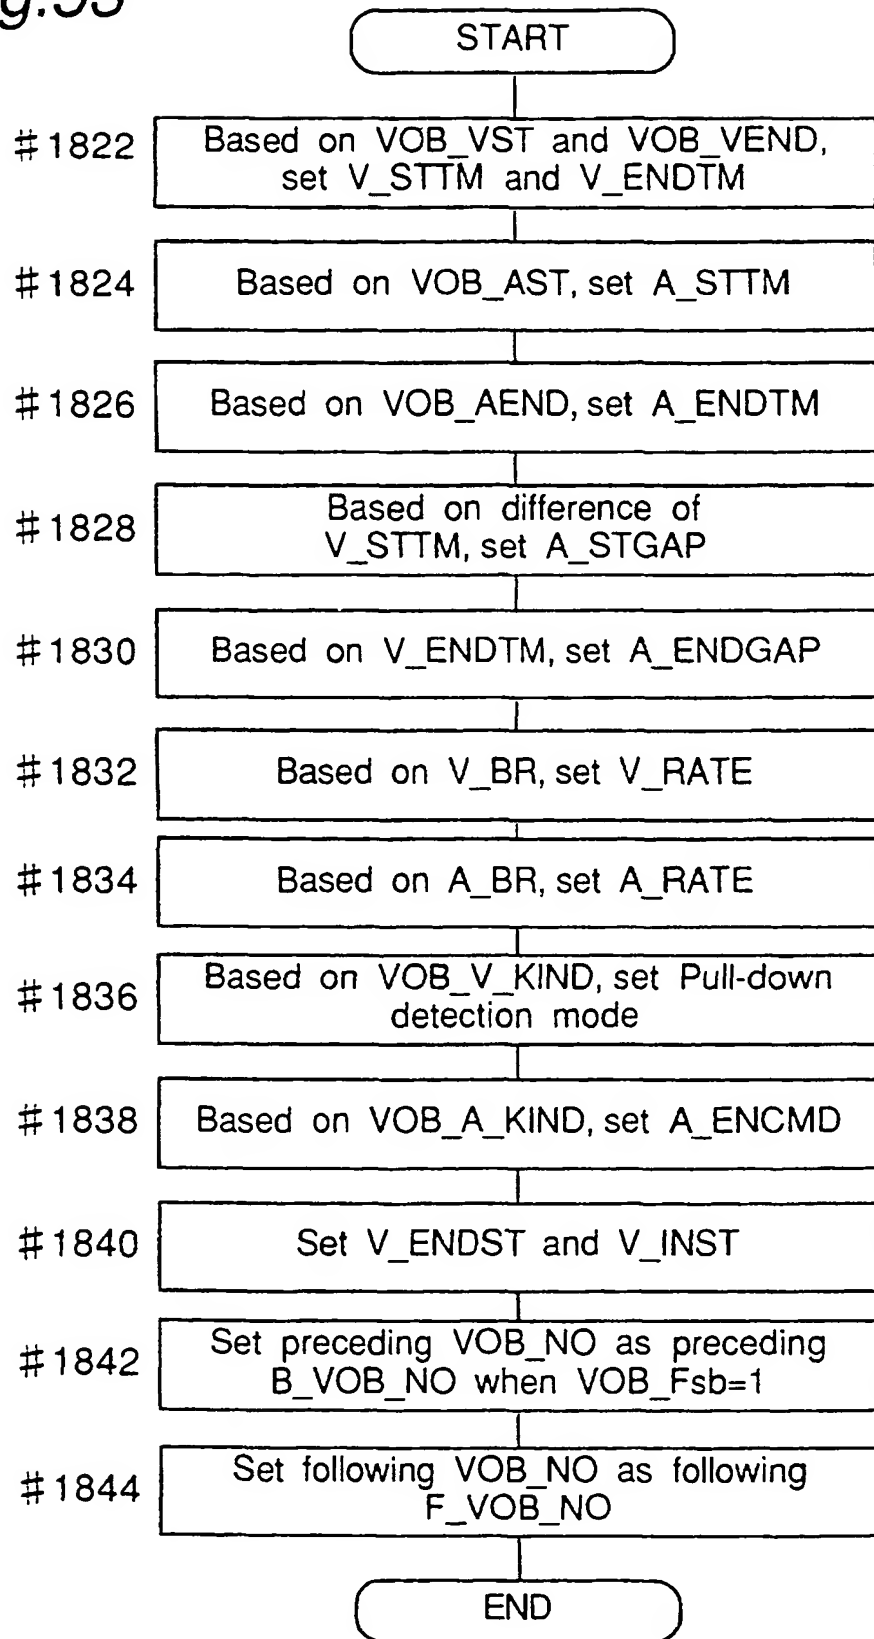 g.53
START
#1822
Based on VOB_VST and VOB_VEND,
set V_STTM and V_ENDTM
#1824
Based on VOB_AST, set A_STTM
#1826
Based on VOB_AEND, set A_ENDTM
#1828
Based on difference of
V_STTM, set A_STGAP
#1830
Based on V_ENDTM, set A_ENDGAP
#1832
Based on V_BR, set V_RATE
#1834
Based on A_BR, set A_RATE
#1836
Based on VOB_V_KIND, set Pull-down
detection mode
#1838
Based on VOB_A_KIND, set A_ENCMD
#1840
Set V_ENDST and V_INST
#1842
Set preceding VOB_NO as preceding
B_VOB_NO when VOB_Fsb=1
#1844
Set following VOB_NO as following
F_VOB_NO
END